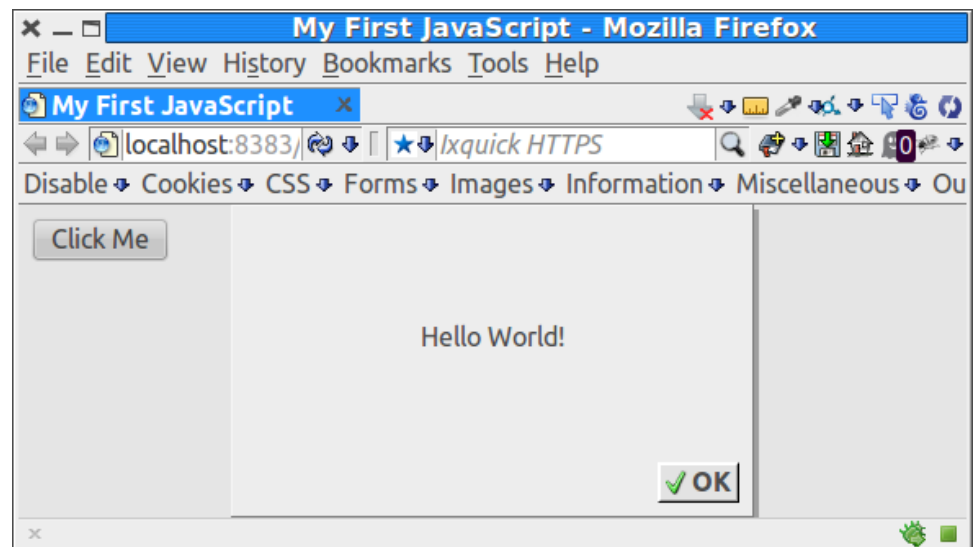 My First JavaScript - Mozilla Firefox
File Edit View History Bookmarks Tools Help
My First JavaScript
localhost:8383/ Ixquick HTTPS 0
Disable Cookies CSS Forms Images Information Miscellaneous Ou
Click Me
Hello World!
OK